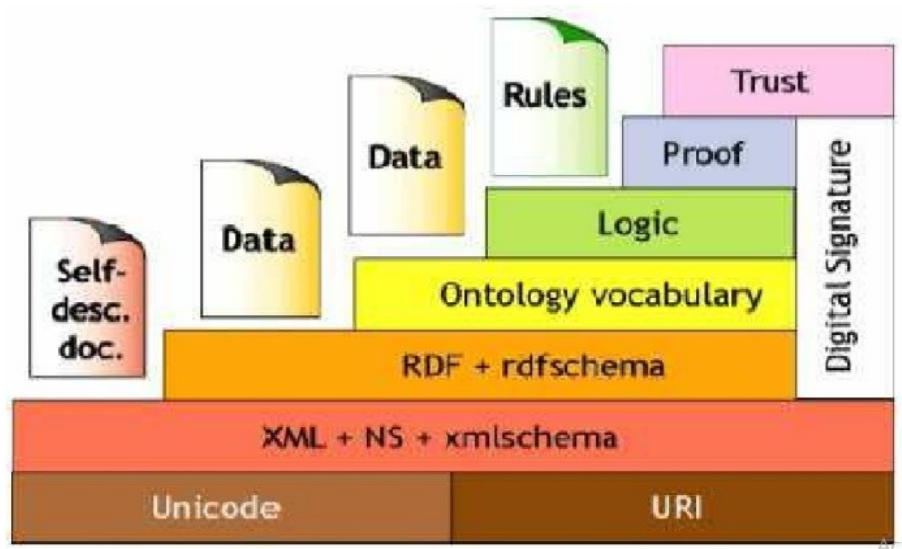 Rules
Trust
Data
Proof
Data
Logic
Self-
desc.
doc.
Ontology vocabulary
Digital Signature
RDF + rdfschema
XML + NS + xmlschema
Unicode
URI